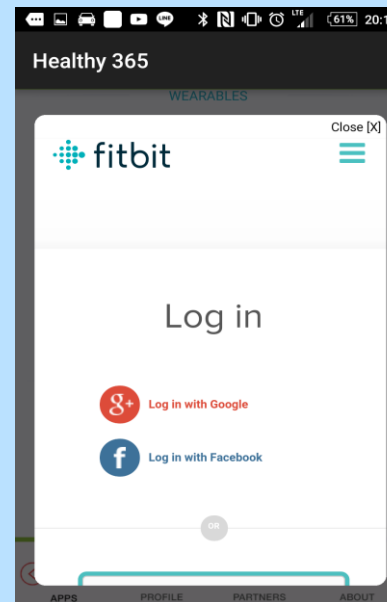 LTE
61% 20:1
Healthy 365
WEARABLES
Close [X]
fitbit
Log in
g+ Log in with Google
f Log in with Facebook
OR
APPS PROFILE PARTNERS ABOUT